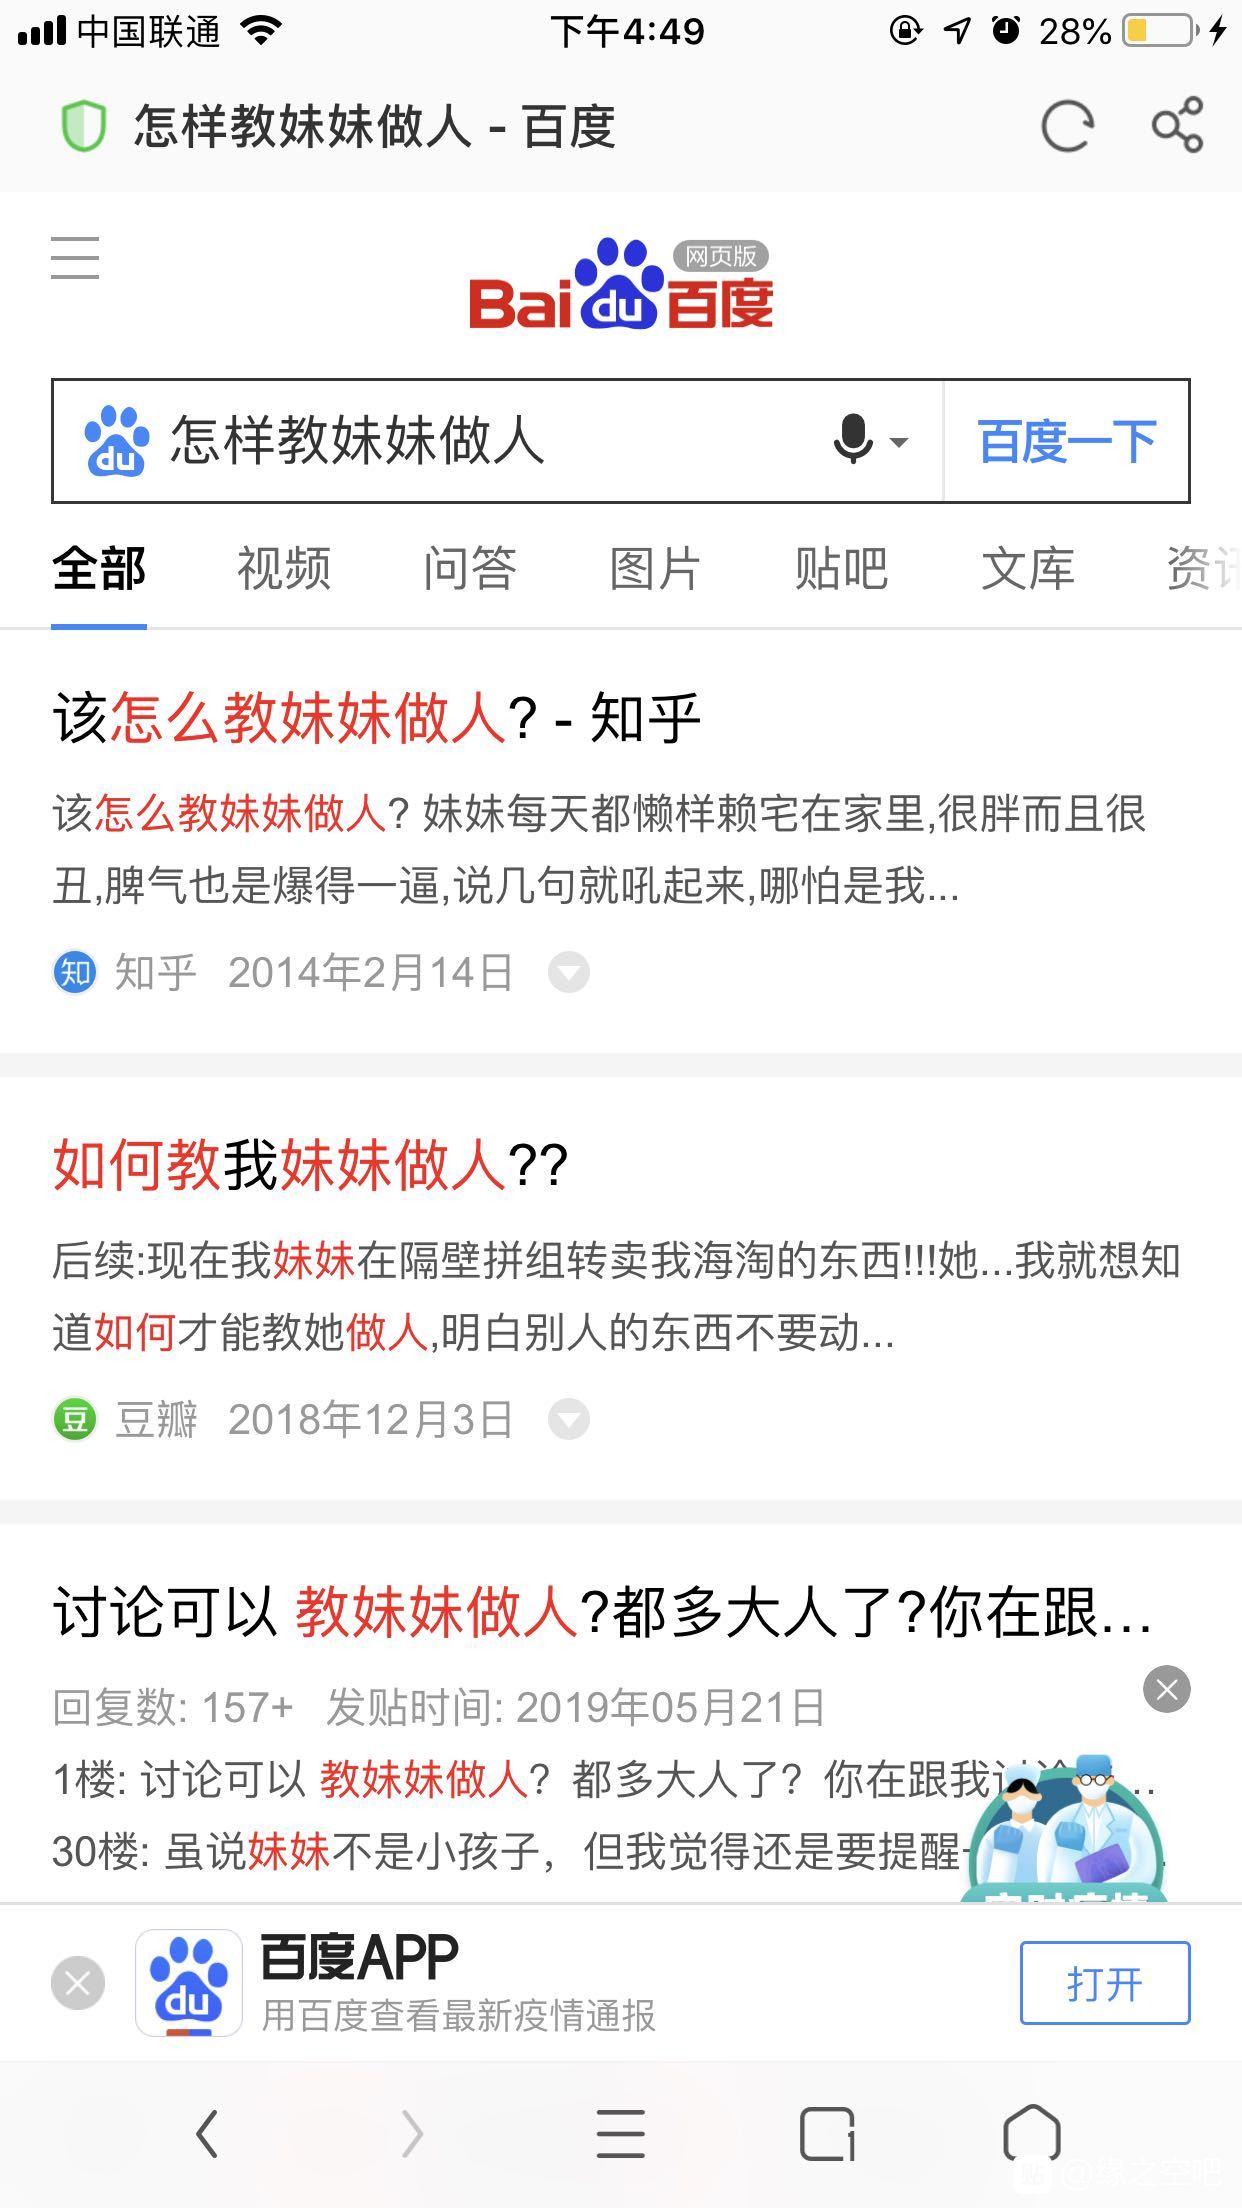 中国联通 下午4:49 28%
怎样教妹妹做人 - 百度
Bai du 百度 网页版
du 怎样教妹妹做人 百度一下
全部 视频 问答 图片 贴吧 文库 资讯
该怎么教妹妹做人? - 知乎
该怎么教妹妹做人? 妹妹每天都懒样赖宅在家里,很胖而且很
丑,脾气也是爆得一逼,说几句就吼起来,哪怕是我...
知 知乎 2014年2月14日
如何教我妹妹做人??
后续:现在我妹妹在隔壁拼组转卖我海淘的东西!!!她...我就想知
道如何才能教她做人,明白别人的东西不要动...
豆 豆瓣 2018年12月3日
讨论可以 教妹妹做人?都多大人了?你在跟...
回复数: 157+ 发贴时间: 2019年05月21日
1楼: 讨论可以 教妹妹做人？都多大人了？你在跟我讨论...
30楼: 虽说妹妹不是小孩子，但我觉得还是要提醒
du 百度APP
用百度查看最新疫情通报
打开
1
贴 @缘之空吧